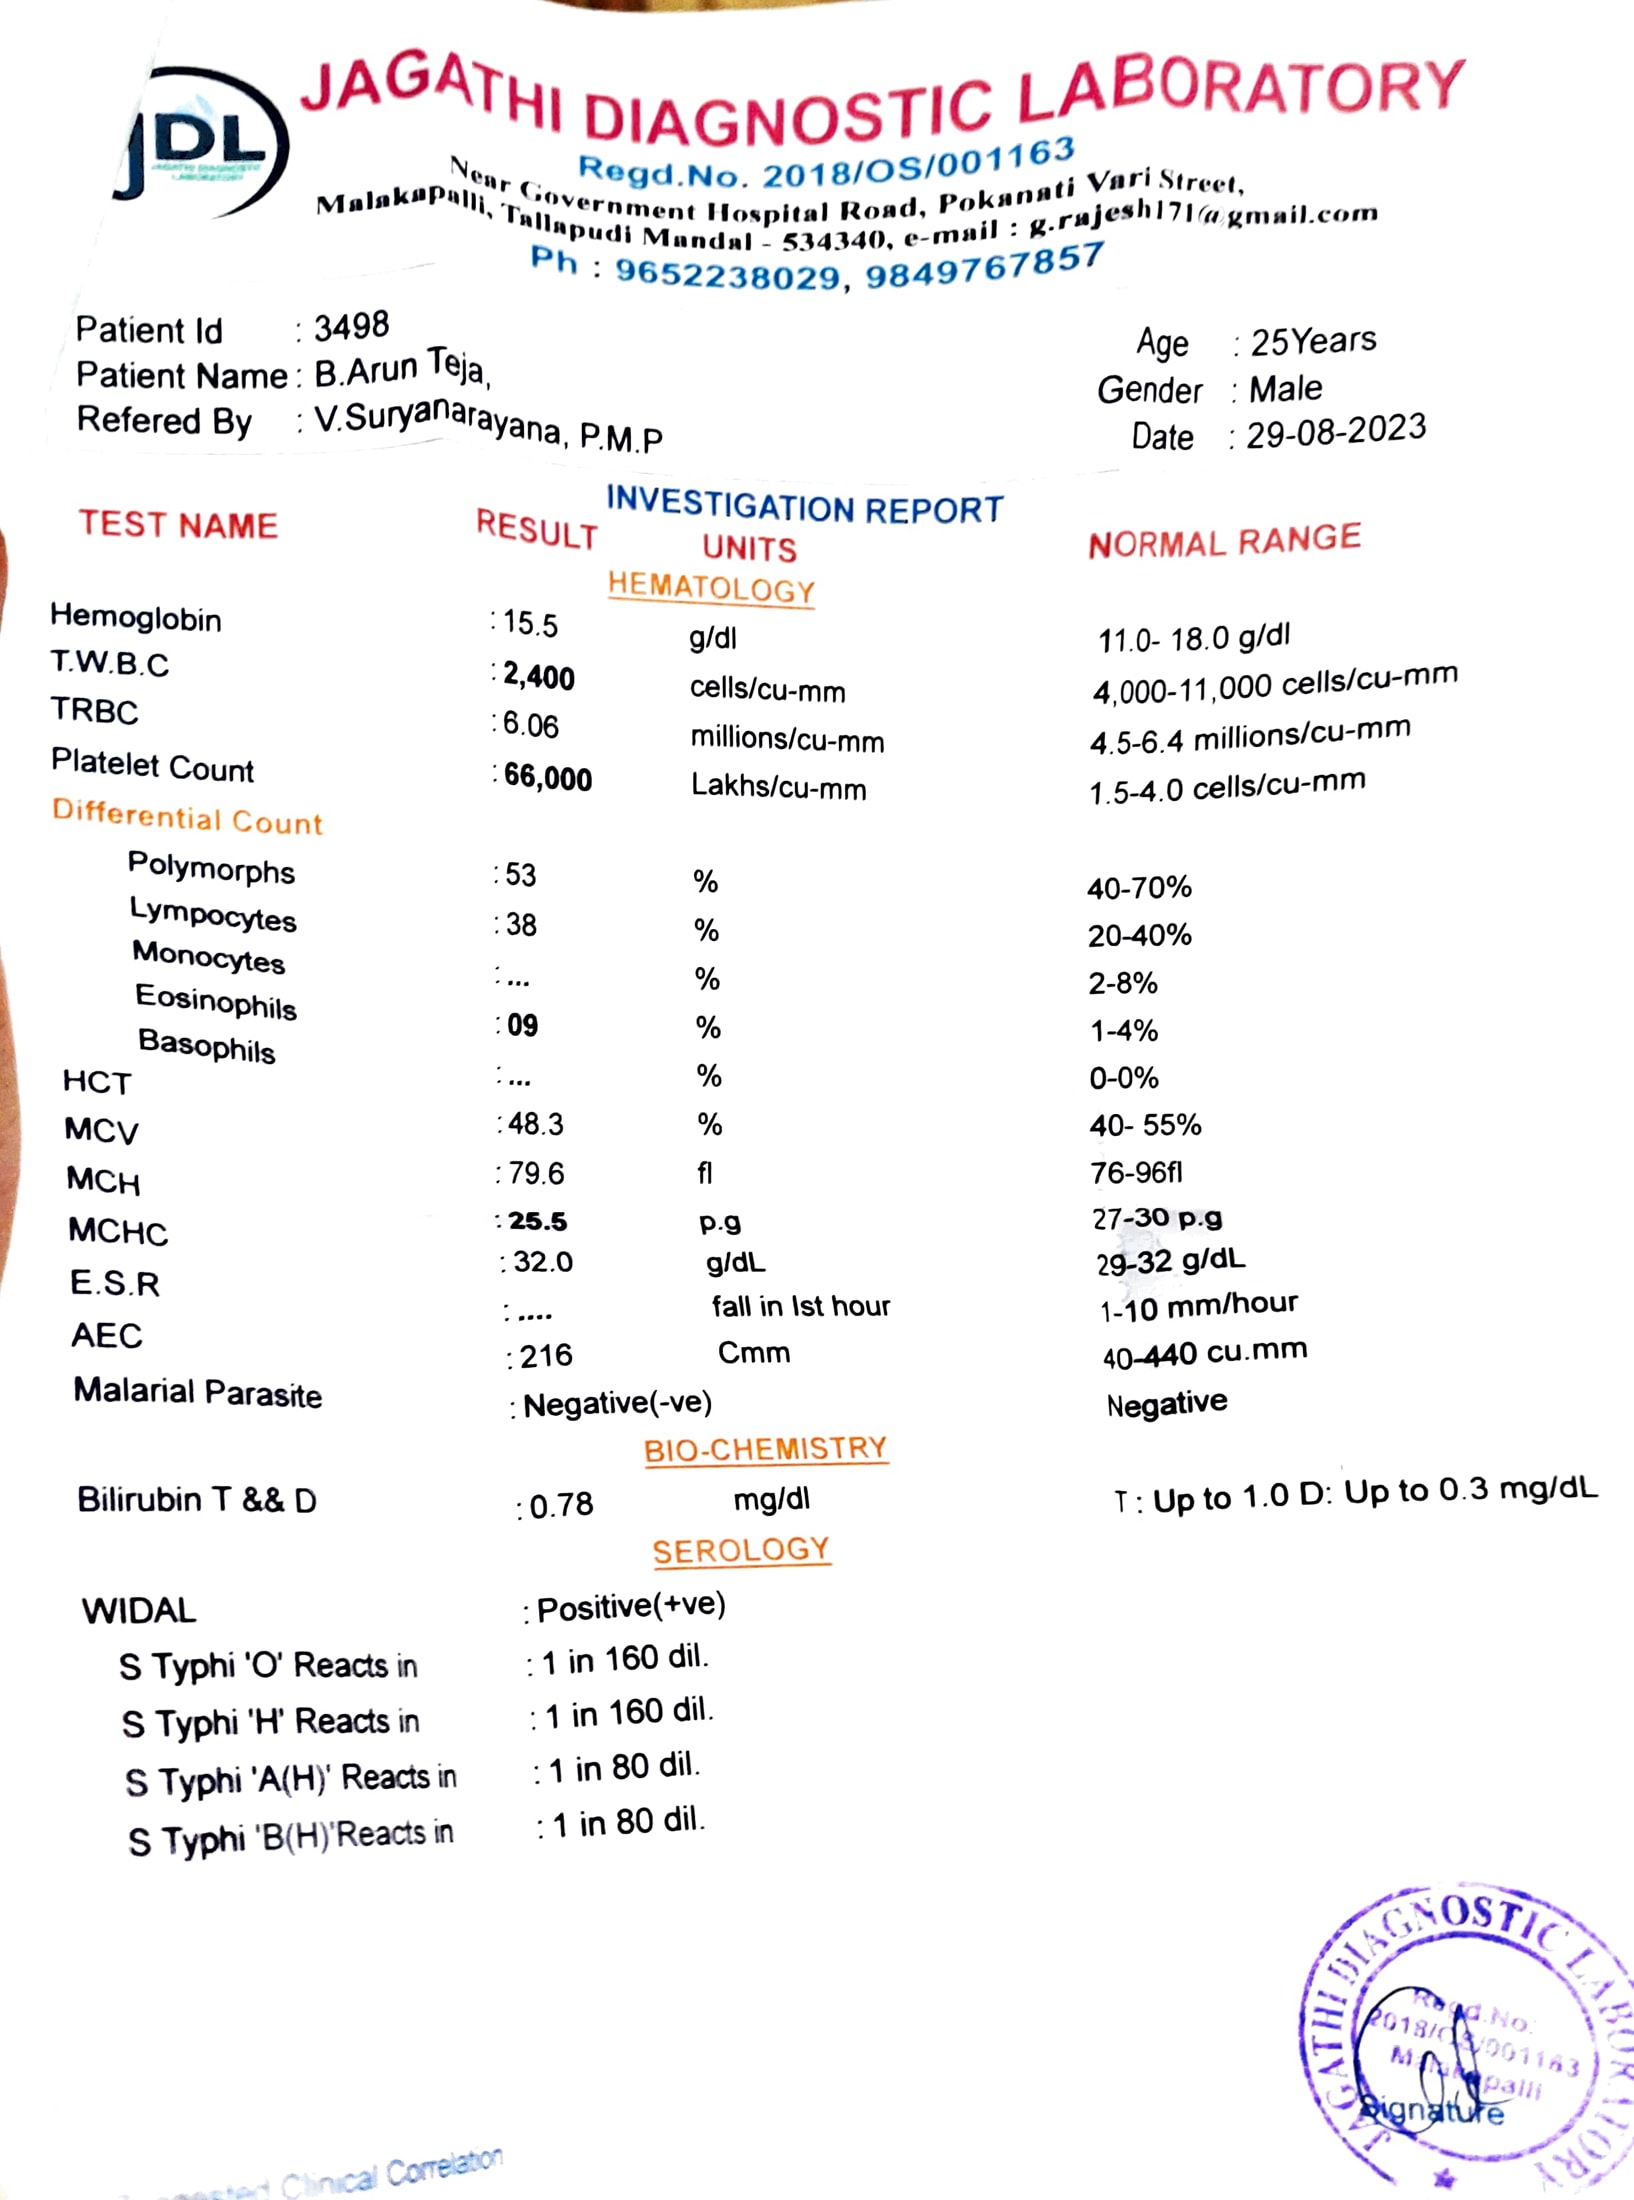 JDL
JAGATHI DIAGNOSTIC
LABORATORY
JAGATHI DIAGNOSTIC LABORATORY
Regd.No. 2018/OS/001163
Near Government Hospital Road, Pokanati Vari Street,
Malakapalli, Tallapudi Mandal - 534340, e-mail : g.rajesh171@gmail.com
Ph : 9652238029, 9849767857
Patient Id : 3498 Age : 25Years
Patient Name : B.Arun Teja, Gender : Male
Refered By : V.Suryanarayana, P.M.P Date : 29-08-2023
INVESTIGATION REPORT
TEST NAME RESULT UNITS NORMAL RANGE
HEMATOLOGY
Hemoglobin : 15.5 g/dl 11.0- 18.0 g/dl
T.W.B.C : 2,400 cells/cu-mm 4,000-11,000 cells/cu-mm
TRBC : 6.06 millions/cu-mm 4.5-6.4 millions/cu-mm
Platelet Count : 66,000 Lakhs/cu-mm 1.5-4.0 cells/cu-mm
Differential Count
Polymorphs : 53 % 40-70%
Lympocytes : 38 % 20-40%
Monocytes : ... % 2-8%
Eosinophils : 09 % 1-4%
Basophils : ... % 0-0%
HCT : 48.3 % 40- 55%
MCV : 79.6 fl 76-96fl
MCH : 25.5 p.g 27-30 p.g
MCHC : 32.0 g/dL 29-32 g/dL
E.S.R : .... fall in Ist hour 1-10 mm/hour
AEC : 216 Cmm 40-440 cu.mm
Malarial Parasite : Negative(-ve) Negative
BIO-CHEMISTRY
Bilirubin T && D : 0.78 mg/dl T : Up to 1.0 D: Up to 0.3 mg/dL
SEROLOGY
WIDAL : Positive(+ve)
S Typhi 'O' Reacts in : 1 in 160 dil.
S Typhi 'H' Reacts in : 1 in 160 dil.
S Typhi 'A(H)' Reacts in : 1 in 80 dil.
S Typhi 'B(H)'Reacts in : 1 in 80 dil.
JAGATHI DIAGNOSTIC LABORATORY
Regd.No:
2018/OS/001163
Malakapalli
Signature
Clinical Correlation